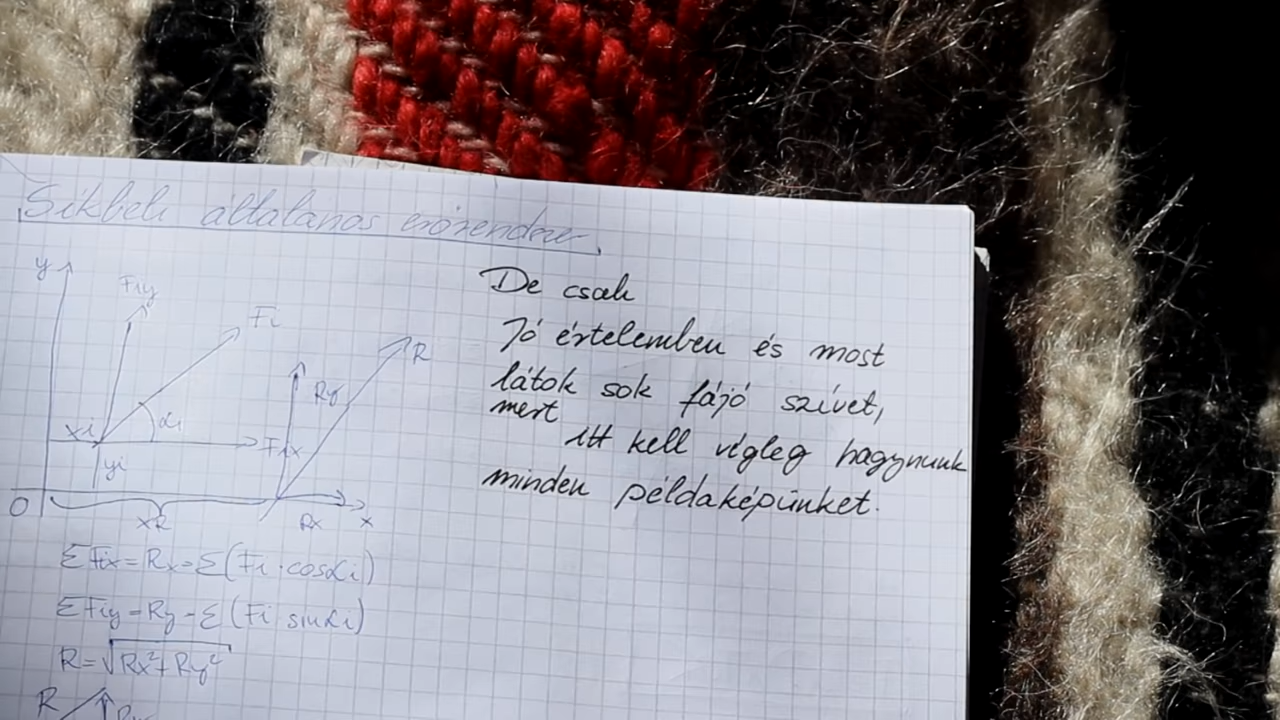 Síkbeli általános erőrendszer
y
Fiy
Fi
R
Ry
xi
αi
Fix
yi
O
xR
Rx
x
ΣFix=Rx=Σ(Fi·cosαi)
ΣFiy=Ry=Σ(Fi·sinαi)
R=√Rx²+Ry²
R
De csak
Jó értelemben és most
látok sok fájó szívet,
mert
itt kell végleg hagynunk
minden példaképünket.